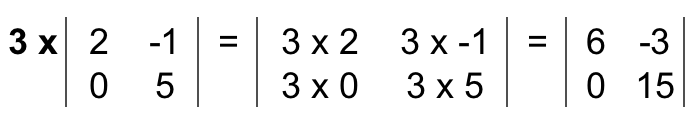 3 x | 2 -1 | = | 3 x 2 3 x -1 | = | 6 -3 |
| 0 5 | | 3 x 0 3 x 5 | | 0 15 |